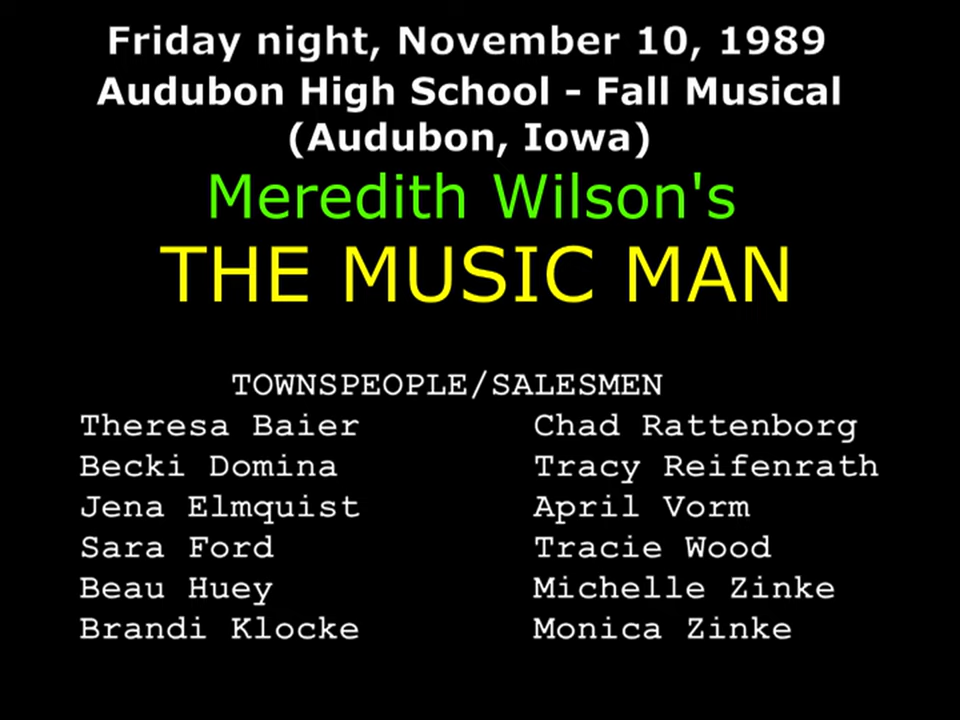 Friday night, November 10, 1989
Audubon High School - Fall Musical
(Audubon, Iowa)
Meredith Wilson's
THE MUSIC MAN
TOWNSPEOPLE/SALESMEN
Theresa Baier Chad Rattenborg
Becki Domina Tracy Reifenrath
Jena Elmquist April Vorm
Sara Ford Tracie Wood
Beau Huey Michelle Zinke
Brandi Klocke Monica Zinke